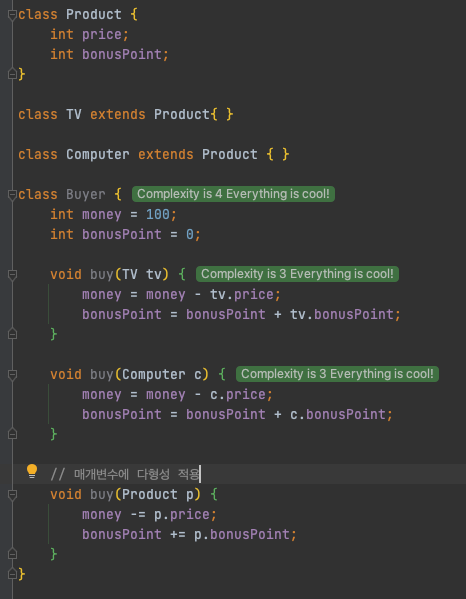 class Product {
    int price;
    int bonusPoint;
}
class TV extends Product{ }
class Computer extends Product { }
class Buyer { Complexity is 4 Everything is cool!
    int money = 100;
    int bonusPoint = 0;
    void buy(TV tv) { Complexity is 3 Everything is cool!
        money = money - tv.price;
        bonusPoint = bonusPoint + tv.bonusPoint;
    }
    void buy(Computer c) { Complexity is 3 Everything is cool!
        money = money - c.price;
        bonusPoint = bonusPoint + c.bonusPoint;
    }
    // 매개변수에 다형성 적용
    void buy(Product p) {
        money -= p.price;
        bonusPoint += p.bonusPoint;
    }
}